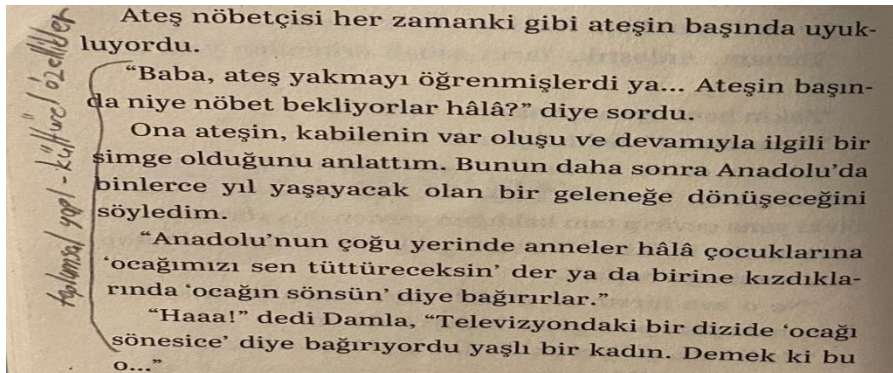 Ateş nöbetçisi her zamanki gibi ateşin başında uyuk-
luyordu.
“Baba, ateş yakmayı öğrenmişlerdi ya... Ateşin başın-
da niye nöbet bekliyorlar hâlâ?” diye sordu.
Ona ateşin, kabilenin var oluşu ve devamıyla ilgili bir
simge olduğunu anlattım. Bunun daha sonra Anadolu’da
binlerce yıl yaşayacak olan bir geleneğe dönüşeceğini
söyledim.
“Anadolu’nun çoğu yerinde anneler hâlâ çocuklarına
‘ocağımızı sen tüttüreceksin’ der ya da birine kızdıkla-
rında ‘ocağın sönsün’ diye bağırırlar.”
“Haaa!” dedi Damla, “Televizyondaki bir dizide ‘ocağı
sönesice’ diye bağırıyordu yaşlı bir kadın. Demek ki bu
o...”
toplumsal yapı - kültürel özellikler